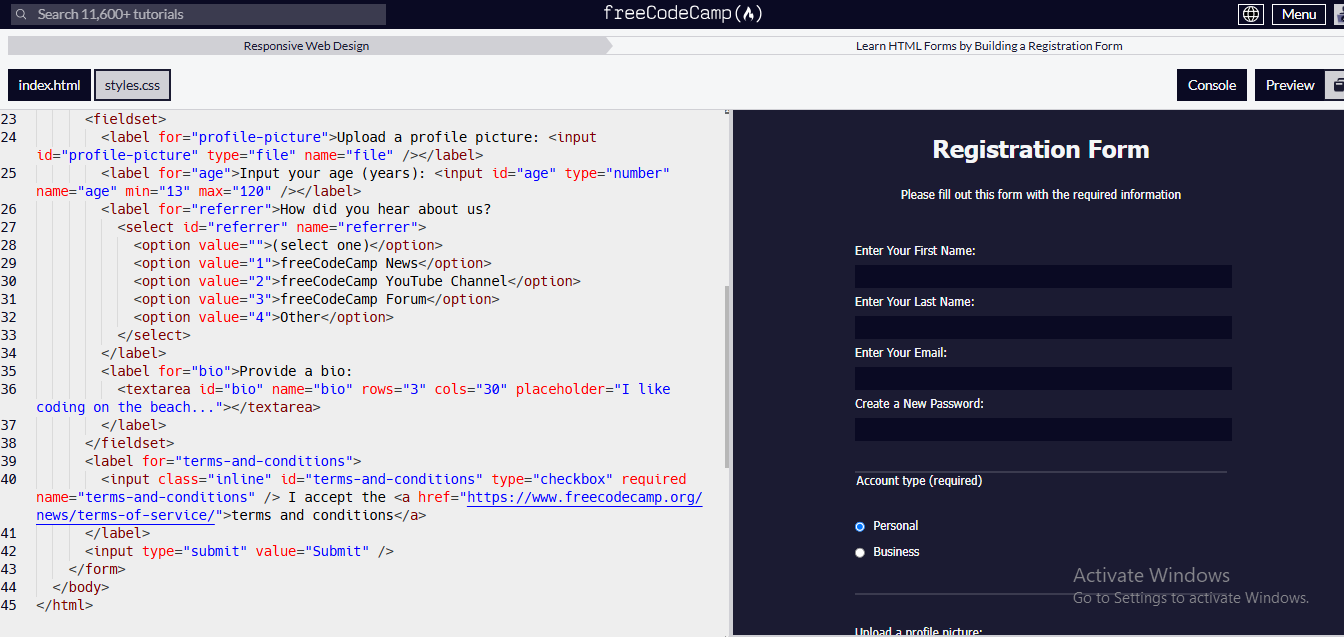 Search 11,600+ tutorials
freeCodeCamp(🔥)
Menu
Responsive Web Design
Learn HTML Forms by Building a Registration Form
index.html
styles.css
Console
Preview
23 <fieldset>
24 <label for="profile-picture">Upload a profile picture: <input
id="profile-picture" type="file" name="file" /></label>
25 <label for="age">Input your age (years): <input id="age" type="number"
name="age" min="13" max="120" /></label>
26 <label for="referrer">How did you hear about us?
27 <select id="referrer" name="referrer">
28 <option value="">(select one)</option>
29 <option value="1">freeCodeCamp News</option>
30 <option value="2">freeCodeCamp YouTube Channel</option>
31 <option value="3">freeCodeCamp Forum</option>
32 <option value="4">Other</option>
33 </select>
34 </label>
35 <label for="bio">Provide a bio:
36 <textarea id="bio" name="bio" rows="3" cols="30" placeholder="I like
coding on the beach..."></textarea>
37 </label>
38 </fieldset>
39 <label for="terms-and-conditions">
40 <input class="inline" id="terms-and-conditions" type="checkbox" required
name="terms-and-conditions" /> I accept the <a href="https://www.freecodecamp.org/
news/terms-of-service/">terms and conditions</a>
41 </label>
42 <input type="submit" value="Submit" />
43 </form>
44 </body>
45 </html>
Registration Form
Please fill out this form with the required information
Enter Your First Name:
Enter Your Last Name:
Enter Your Email:
Create a New Password:
Account type (required)
Personal
Business
Activate Windows
Go to Settings to activate Windows.
Upload a profile picture: